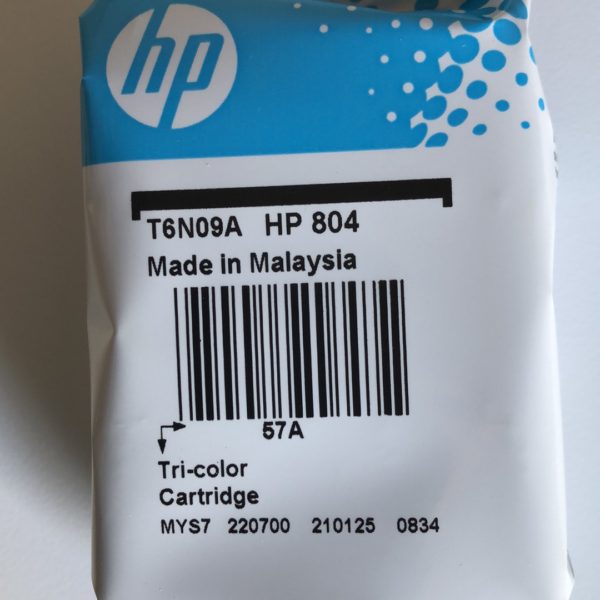 hp
T6N09A HP 804
Made in Malaysia
57A
Tri-color
Cartridge
MYS7 220700 210125 0834